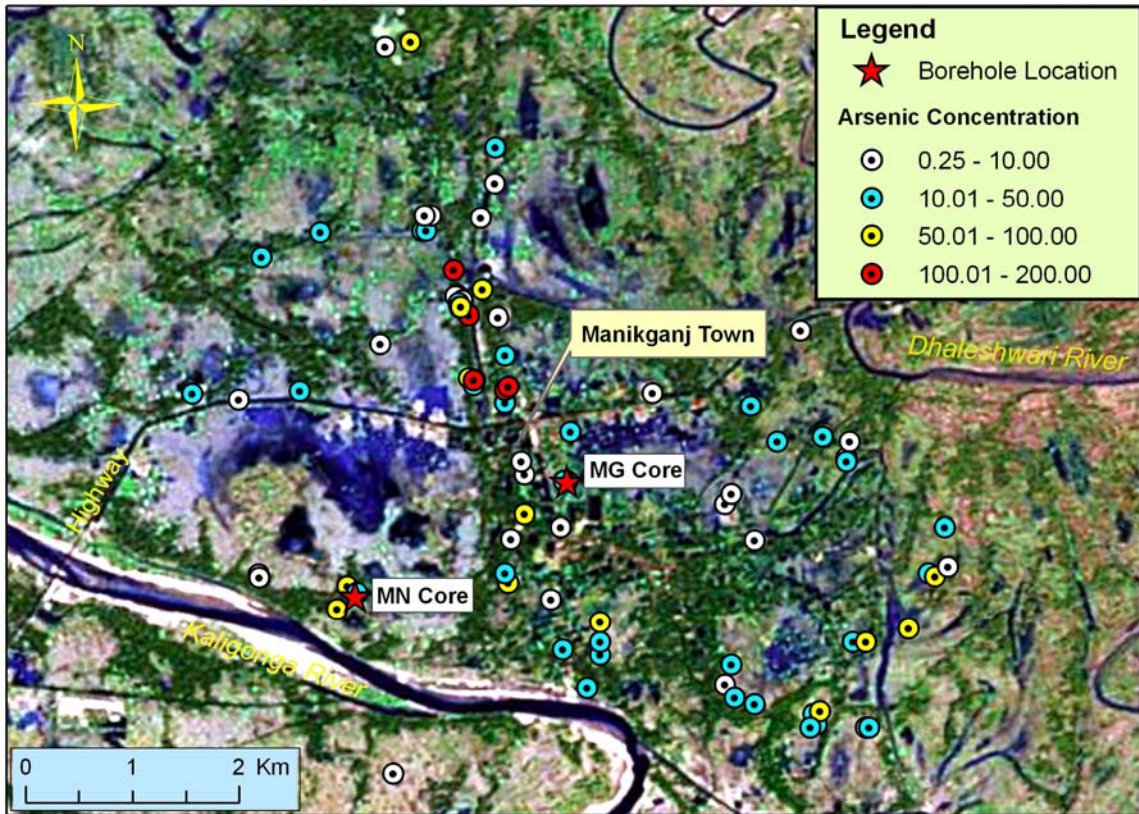 N
Legend
Borehole Location
Arsenic Concentration
0.25 - 10.00
10.01 - 50.00
50.01 - 100.00
100.01 - 200.00
Manikganj Town
Dhaleshwari River
MG Core
Highway
MN Core
Kaligonga River
0 1 2 Km